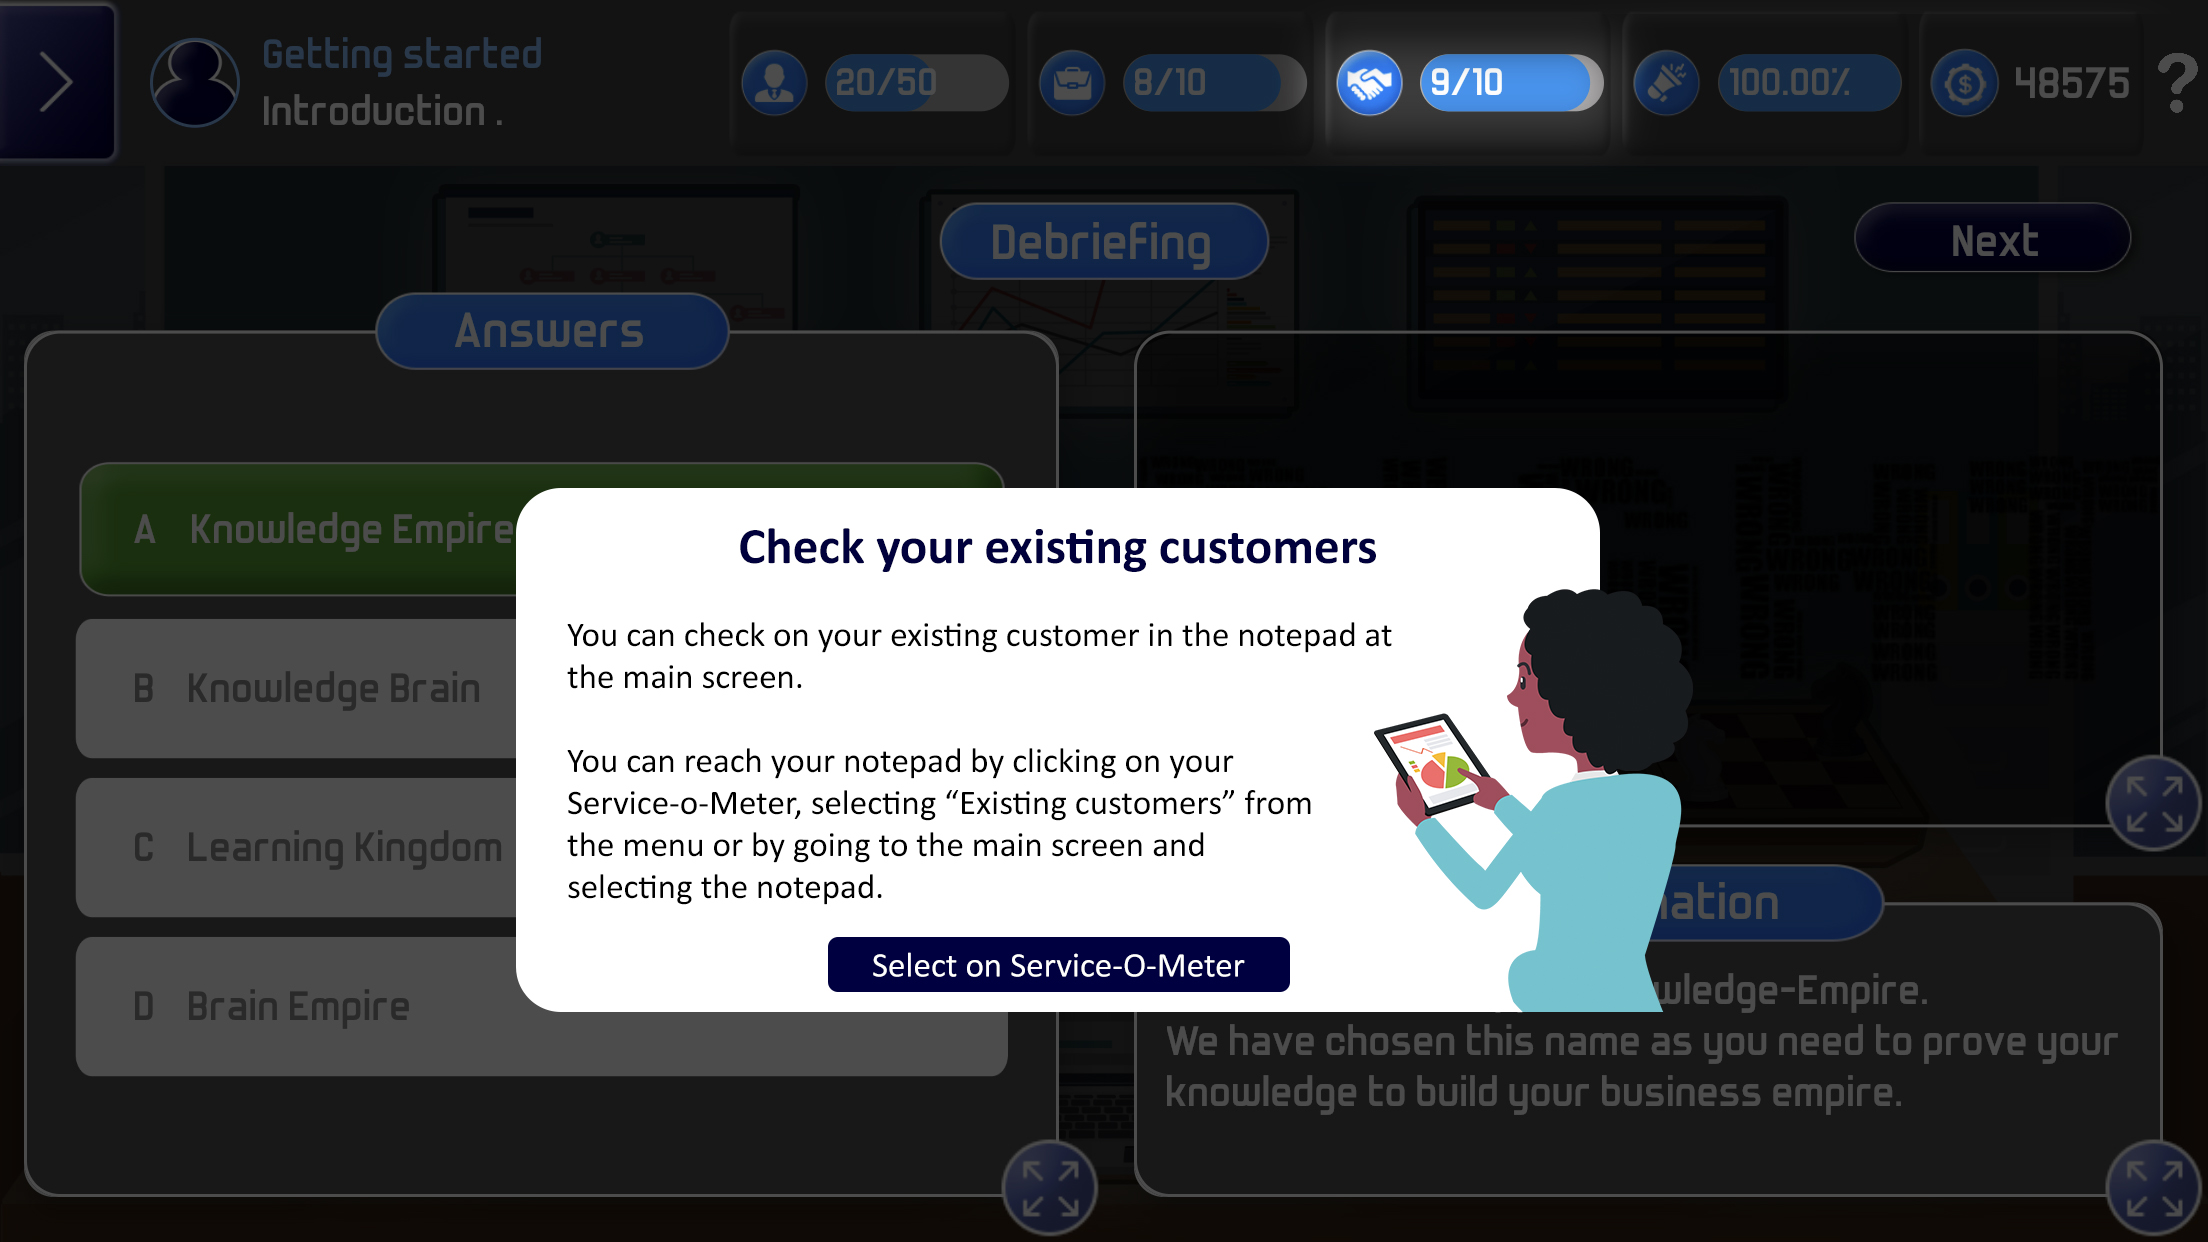 Getting started
Introduction .
20/50
8/10
9/10
100.00%
48575
?
Debriefing
Next
Answers
A Knowledge Empire
B Knowledge Brain
C Learning Kingdom
D Brain Empire
Check your existing customers
You can check on your existing customer in the notepad at
the main screen.
You can reach your notepad by clicking on your
Service-o-Meter, selecting “Existing customers” from
the menu or by going to the main screen and
selecting the notepad.
Select on Service-O-Meter
ation
wledge-Empire.
We have chosen this name as you need to prove your
knowledge to build your business empire.